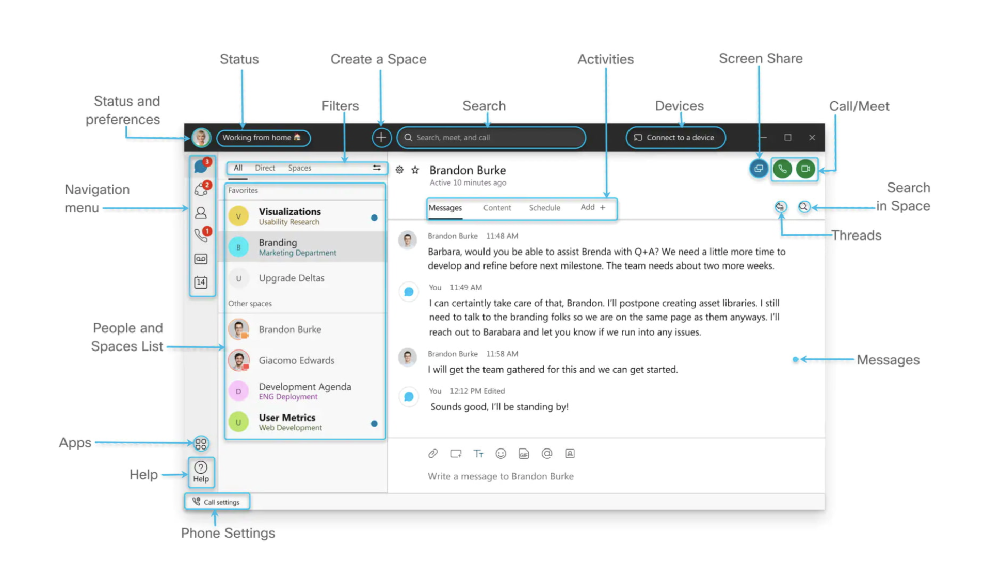 Status
Create a Space
Activities
Screen Share
Status and
preferences
Filters
Search
Devices
Call/Meet
Working from home
Search, meet, and call
Connect to a device
3
2
1
14
All Direct Spaces
Favorites
V
Visualizations
Usability Research
B
Branding
Marketing Department
U
Upgrade Deltas
Other spaces
Brandon Burke
Giacomo Edwards
D
Development Agenda
ENG Deployment
U
User Metrics
Web Development
Brandon Burke
Active 10 minutes ago
Messages Content Schedule Add +
Navigation
menu
Search
in Space
Threads
Brandon Burke 11:48 AM
Barbara, would you be able to assist Brenda with Q+A? We need a little more time to
develop and refine before next milestone. The team needs about two more weeks.
You 11:49 AM
I can certaintly take care of that, Brandon. I'll postpone creating asset libraries. I still
need to talk to the branding folks so we are on the same page as them anyways. I'll
reach out to Barabara and let you know if we run into any issues.
Brandon Burke 11:58 AM
I will get the team gathered for this and we can get started.
You 12:12 PM Edited
Sounds good, I'll be standing by!
People and
Spaces List
Messages
Apps
Help
Help
GIF
Write a message to Brandon Burke
Call settings
Phone Settings